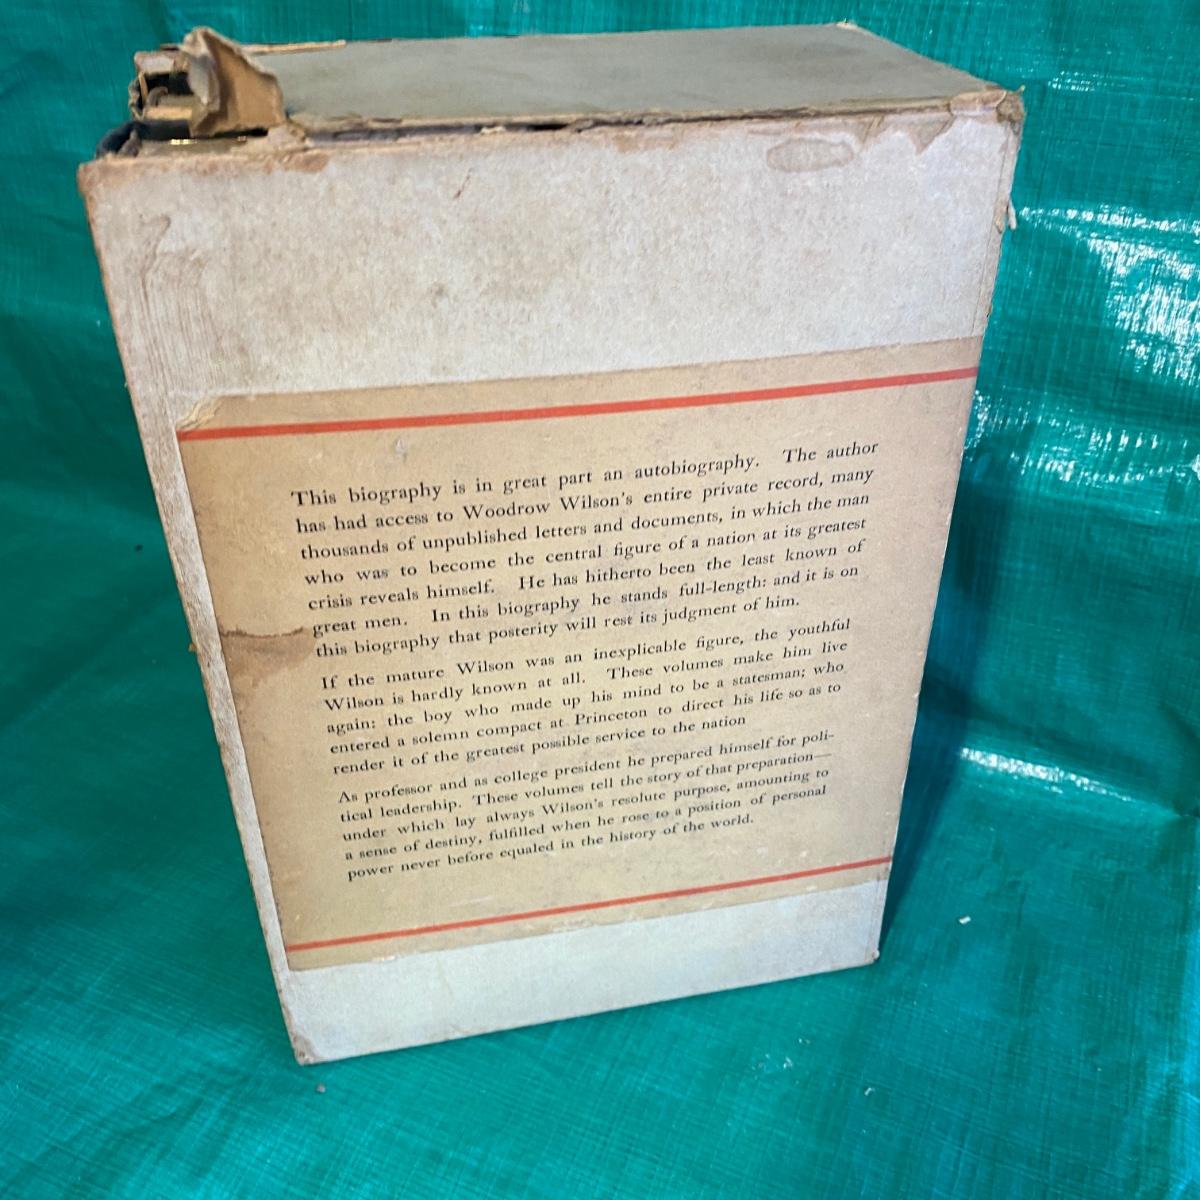 This biography is in great part an autobiography. The author
has had access to Woodrow Wilson's entire private record, many
thousands of unpublished letters and documents, in which the man
who was to become the central figure of a nation at its greatest
crisis reveals himself. He has hitherto been the least known of
great men. In this biography he stands full-length: and it is on
this biography that posterity will rest its judgment of him.
If the mature Wilson was an inexplicable figure, the youthful
Wilson is hardly known at all. These volumes make him live
again: the boy who made up his mind to be a statesman; who
entered a solemn compact at Princeton to direct his life so as to
render it of the greatest possible service to the nation
As professor and as college president he prepared himself for poli-
tical leadership. These volumes tell the story of that preparation—
under which lay always Wilson's resolute purpose, amounting to
a sense of destiny, fulfilled when he rose to a position of personal
power never before equaled in the history of the world.